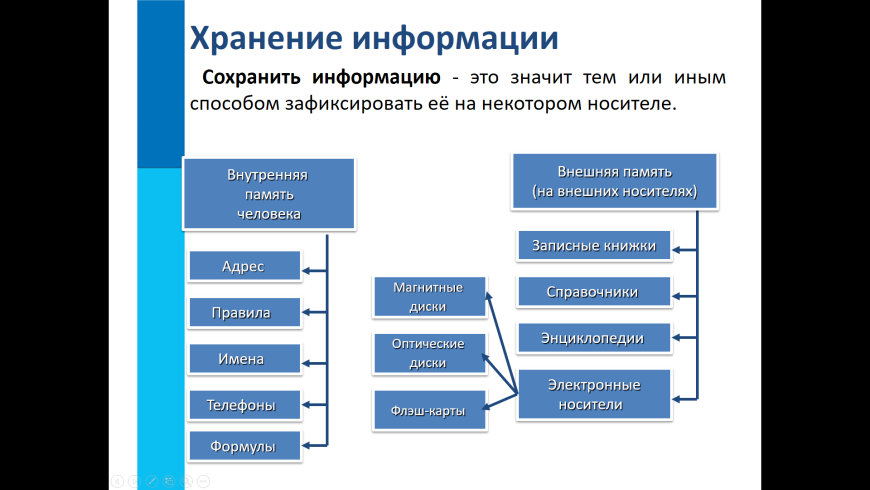 Хранение информации
Сохранить информацию - это значит тем или иным
способом зафиксировать её на некотором носителе.
Внутренняя
память
человека
Адрес
Правила
Имена
Телефоны
Формулы
Внешняя память
(на внешних носителях)
Записные книжки
Справочники
Энциклопедии
Электронные
носители
Магнитные
диски
Оптические
диски
Флэш-карты